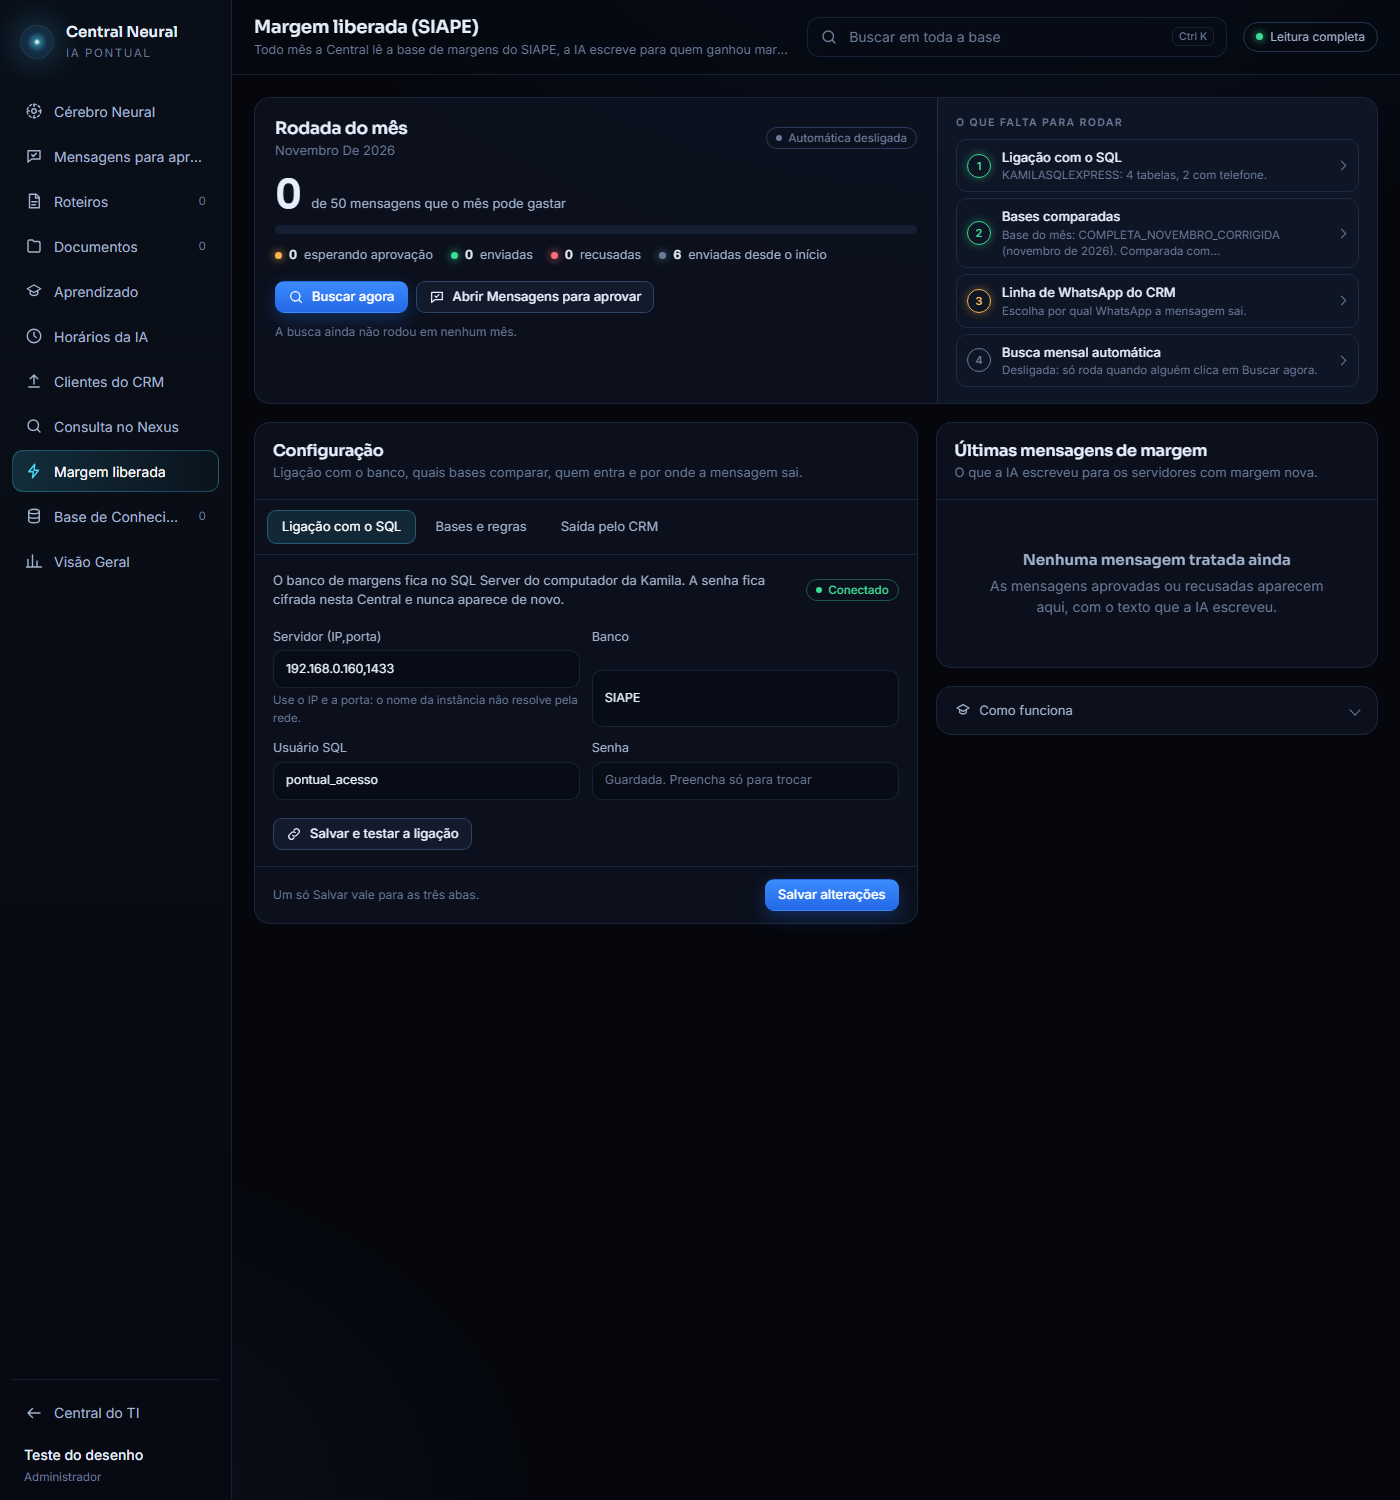 Central Neural
IA PONTUAL
Cérebro Neural
Mensagens para apr...
Roteiros 0
Documentos 0
Aprendizado
Horários da IA
Clientes do CRM
Consulta no Nexus
Margem liberada
Base de Conheci... 0
Visão Geral
Central do TI
Teste do desenho
Administrador
Margem liberada (SIAPE)
Todo mês a Central lê a base de margens do SIAPE, a IA escreve para quem ganhou mar...
Buscar em toda a base Ctrl K
Leitura completa
Rodada do mês
Novembro De 2026
Automática desligada
0 de 50 mensagens que o mês pode gastar
0 esperando aprovação 0 enviadas 0 recusadas 6 enviadas desde o início
Buscar agora Abrir Mensagens para aprovar
A busca ainda não rodou em nenhum mês.
O QUE FALTA PARA RODAR
1 Ligação com o SQL
KAMILASQLEXPRESS: 4 tabelas, 2 com telefone.
2 Bases comparadas
Base do mês: COMPLETA_NOVEMBRO_CORRIGIDA
(novembro de 2026). Comparada com...
3 Linha de WhatsApp do CRM
Escolha por qual WhatsApp a mensagem sai.
4 Busca mensal automática
Desligada: só roda quando alguém clica em Buscar agora.
Configuração
Ligação com o banco, quais bases comparar, quem entra e por onde a mensagem sai.
Ligação com o SQL Bases e regras Saída pelo CRM
O banco de margens fica no SQL Server do computador da Kamila. A senha fica
cifrada nesta Central e nunca aparece de novo.
Conectado
Servidor (IP,porta)
192.168.0.160,1433
Use o IP e a porta: o nome da instância não resolve pela
rede.
Banco
SIAPE
Usuário SQL
pontual_acesso
Senha
Guardada. Preencha só para trocar
Salvar e testar a ligação
Um só Salvar vale para as três abas.
Salvar alterações
Últimas mensagens de margem
O que a IA escreveu para os servidores com margem nova.
Nenhuma mensagem tratada ainda
As mensagens aprovadas ou recusadas aparecem
aqui, com o texto que a IA escreveu.
Como funciona